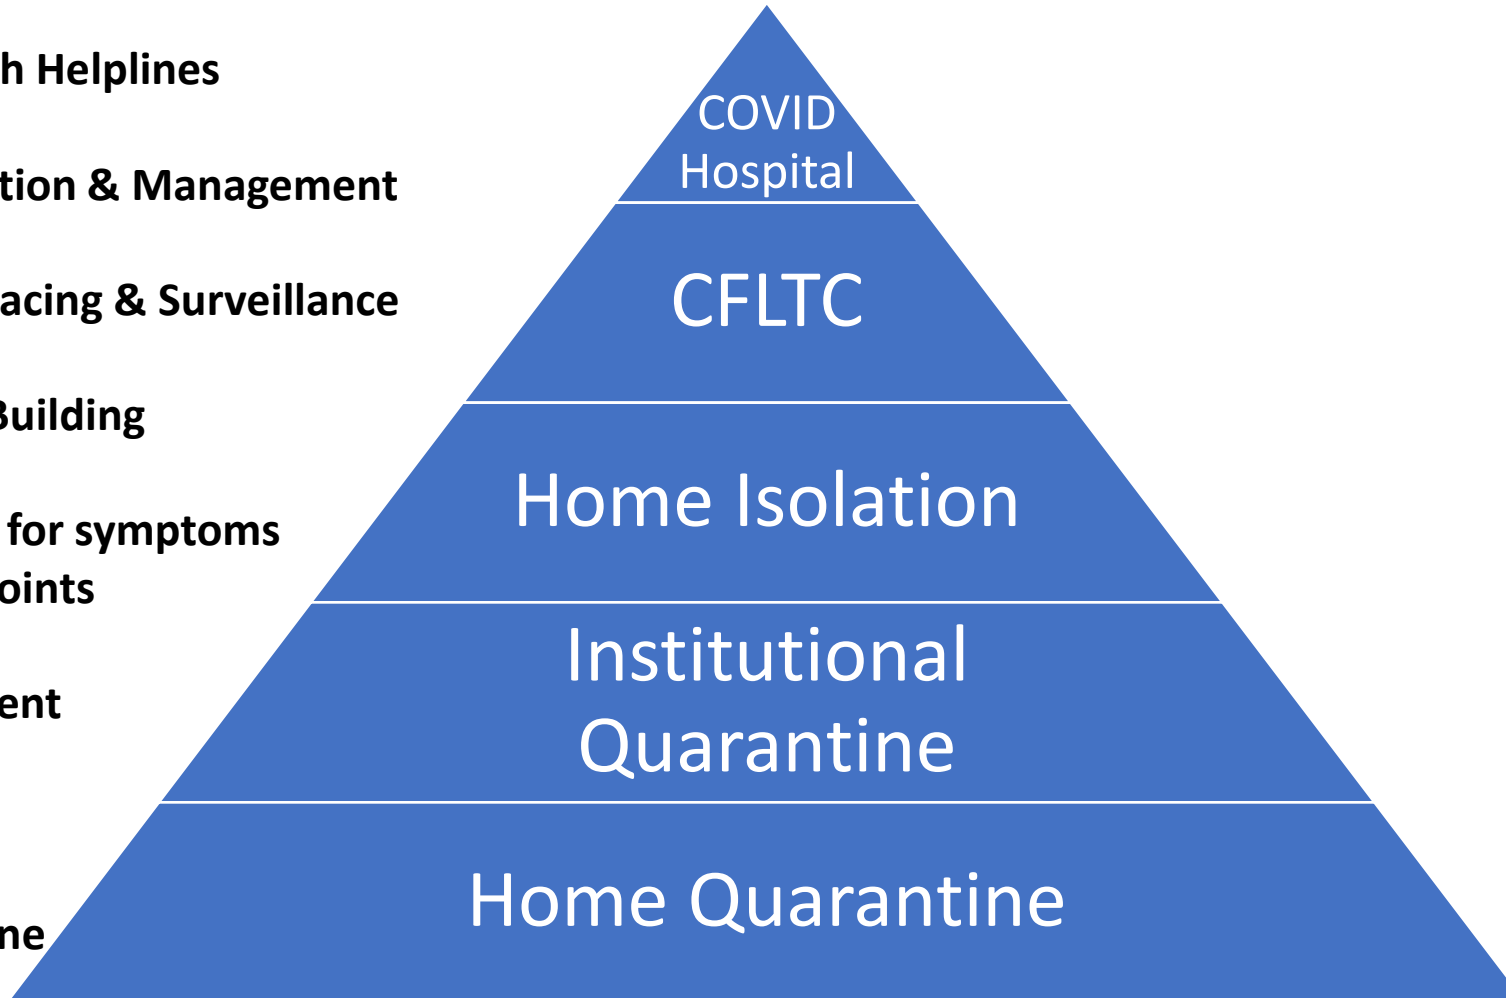 h Helplines
tion & Management
acing & Surveillance
Building
for symptoms
oints
ent
ne
COVID
Hospital
CFLTC
Home Isolation
Institutional
Quarantine
Home Quarantine